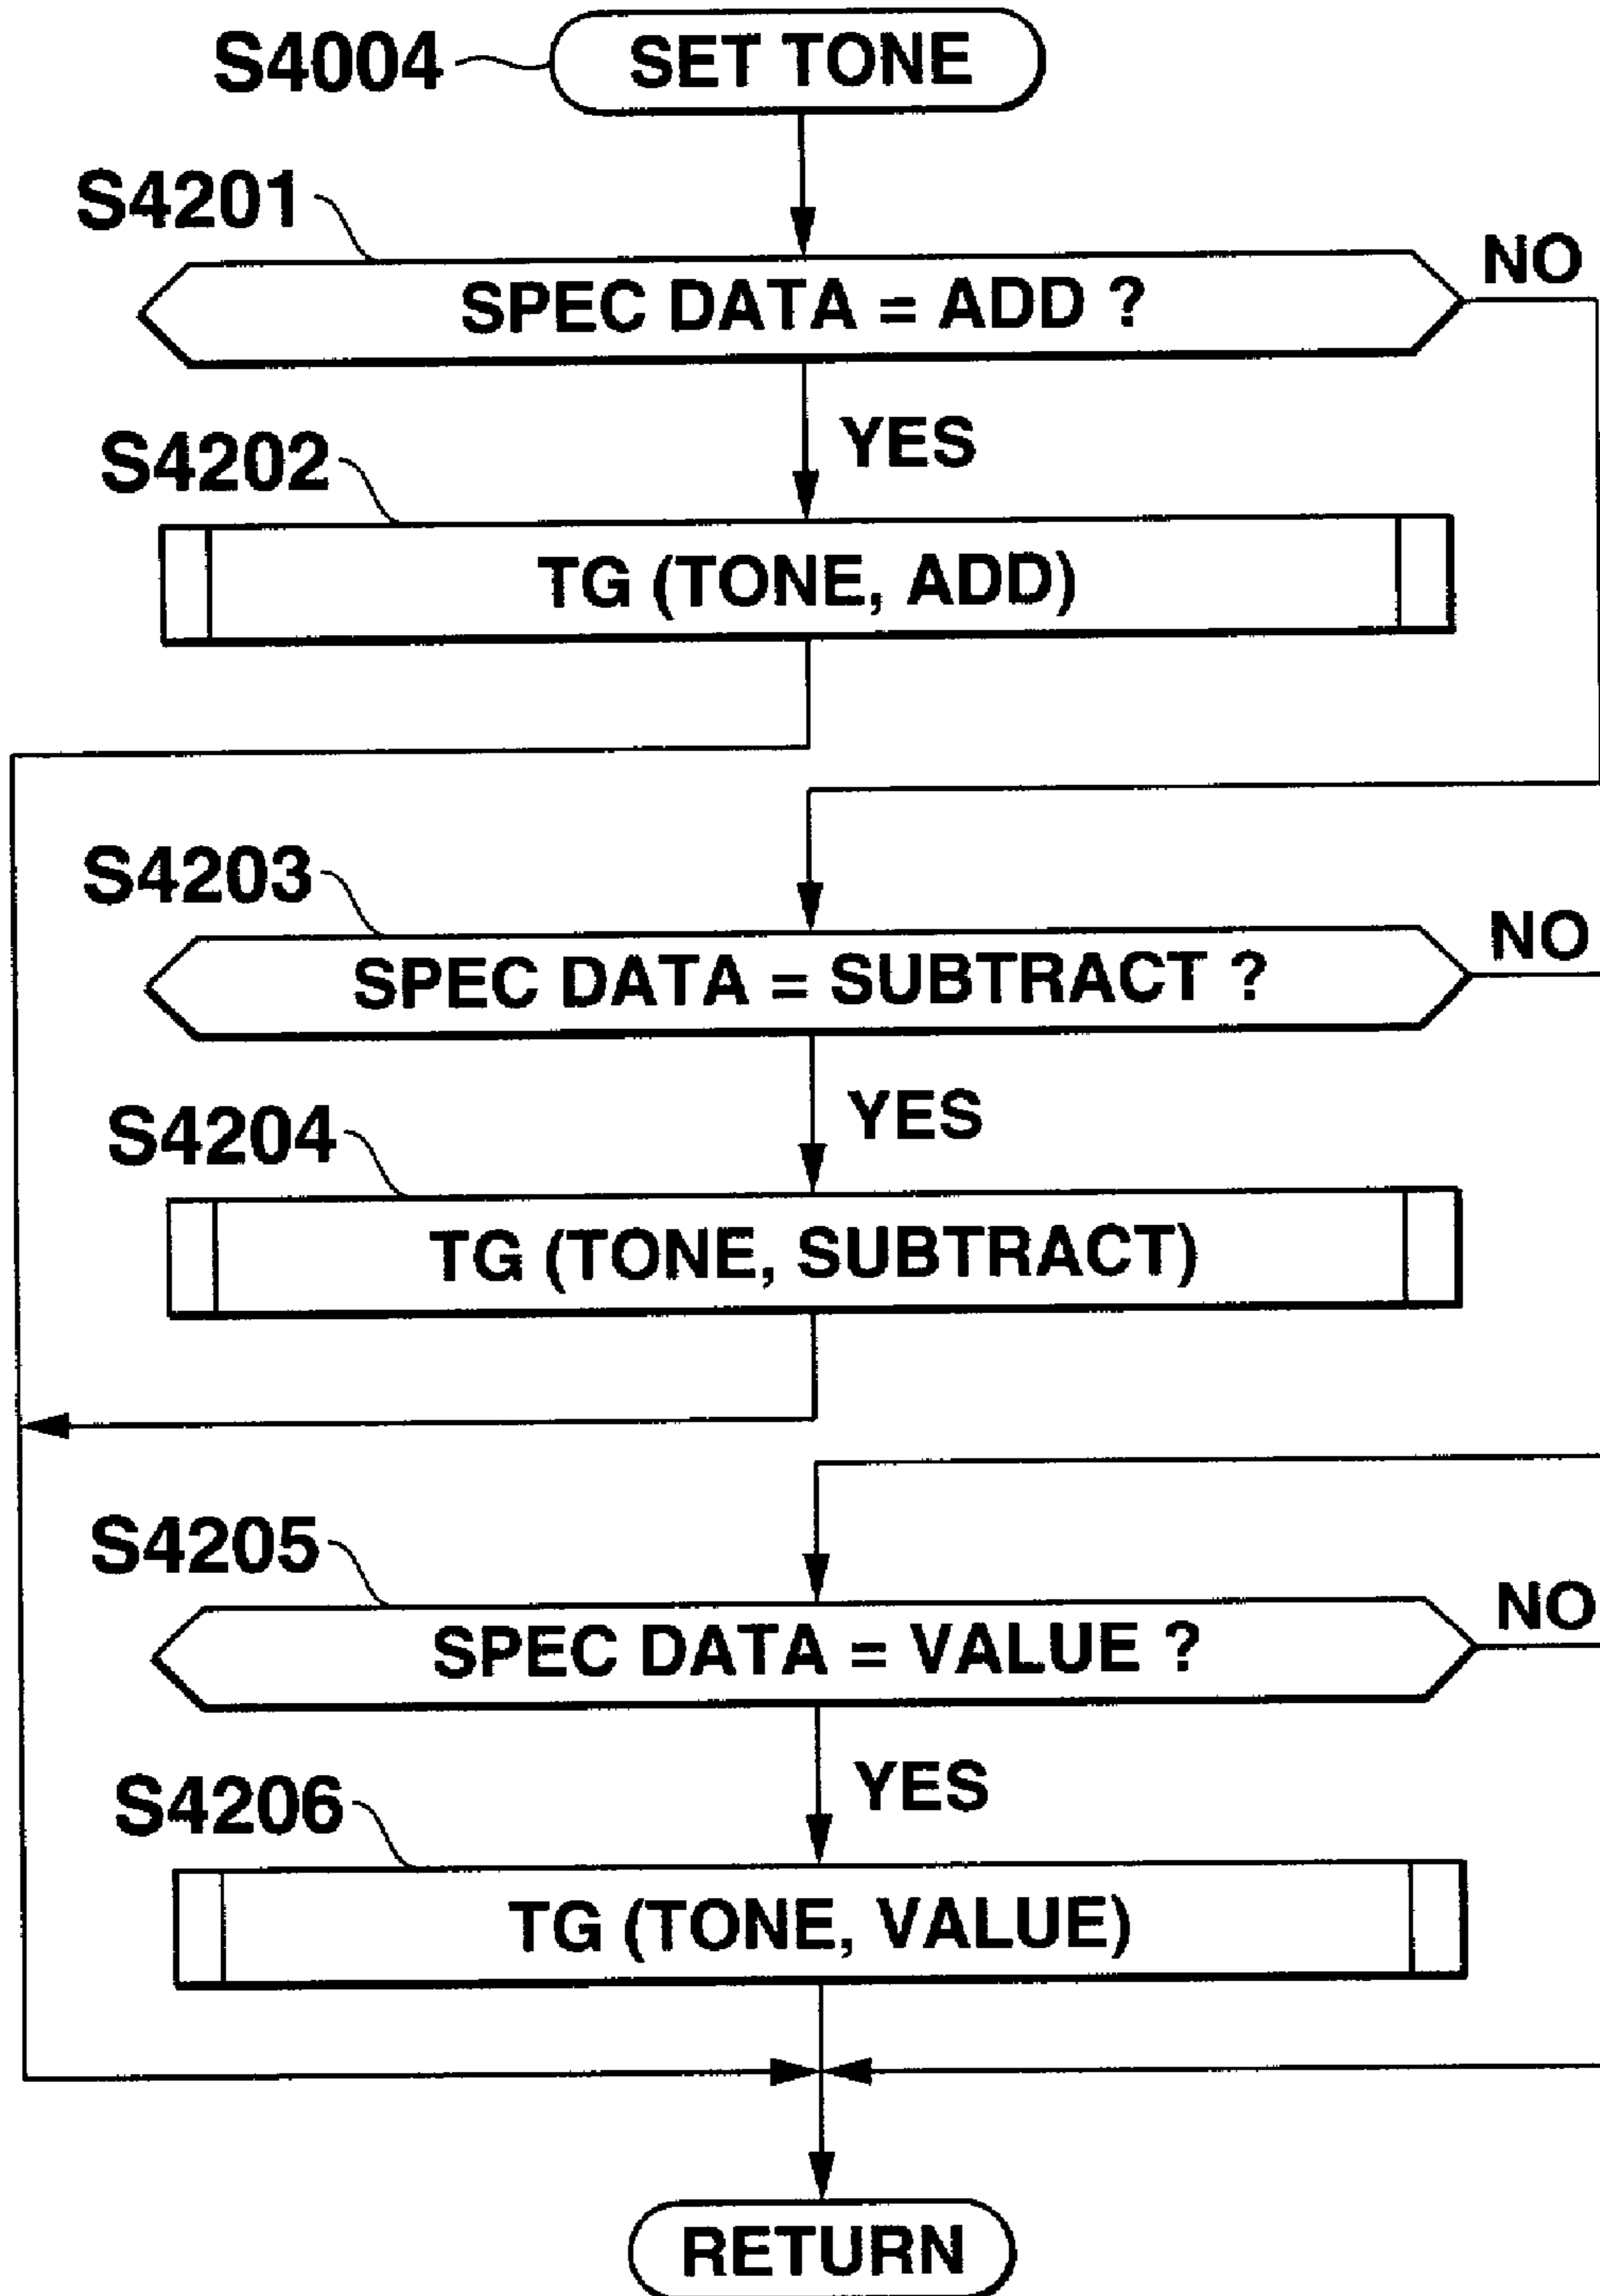 S4004 SET TONE
S4201
SPEC DATA = ADD ? NO
YES
S4202
TG (TONE, ADD)
S4203
SPEC DATA = SUBTRACT ? NO
YES
S4204
TG (TONE, SUBTRACT)
S4205
SPEC DATA = VALUE ? NO
YES
S4206
TG (TONE, VALUE)
RETURN